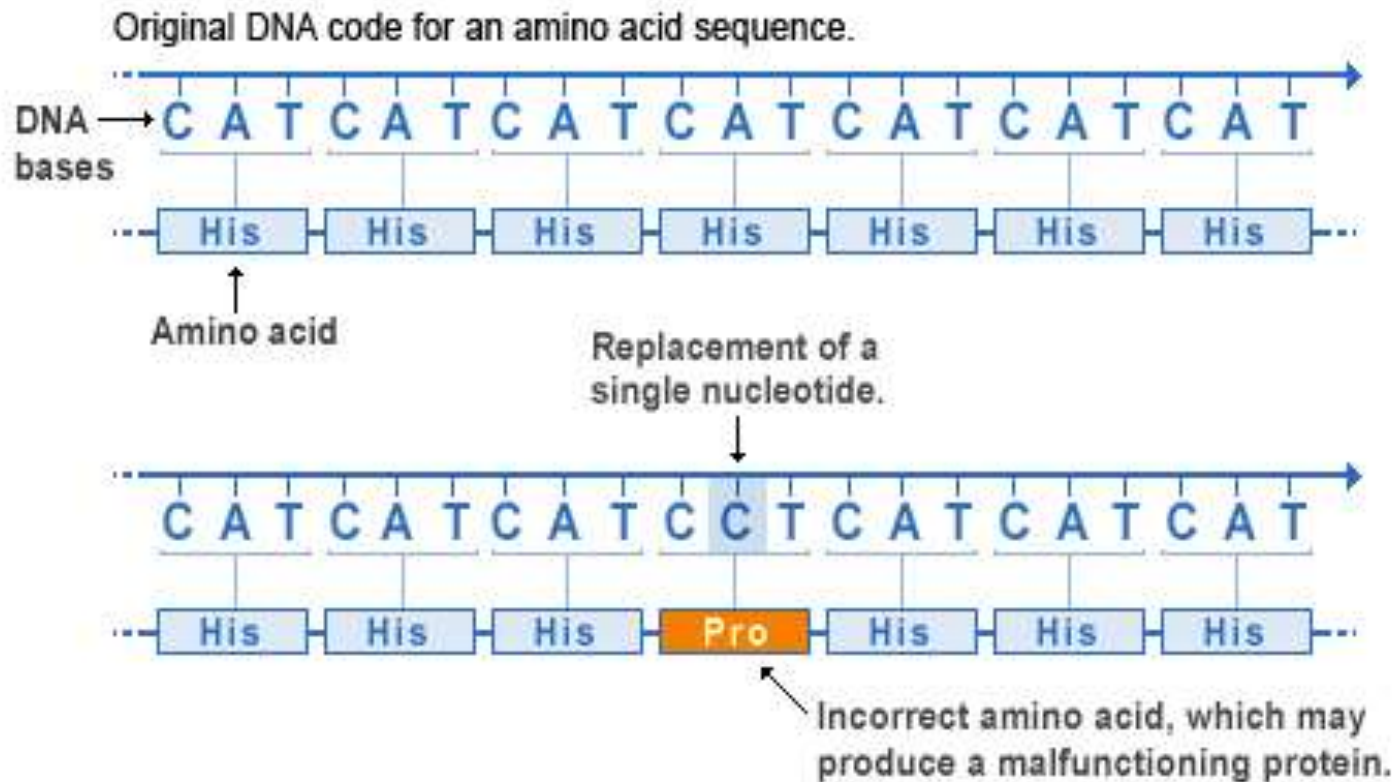 Original DNA code for an amino acid sequence.
DNA bases
C A T C A T C A T C A T C A T C A T C A T
His His His His His His His
Amino acid
Replacement of a
single nucleotide.
C A T C A T C A T C C T C A T C A T C A T
His His His Pro His His His
Incorrect amino acid, which may
produce a malfunctioning protein.